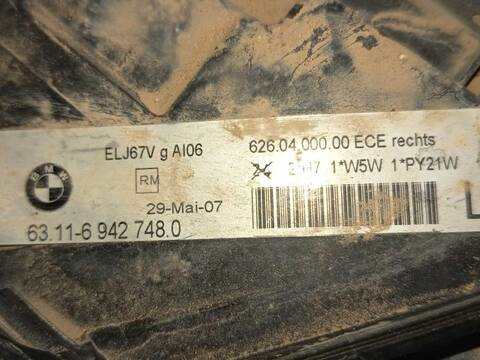 BMW
ELJ67V g AI06
626.04.000.00 ECE rechts
RM
1*W5W 1*PY21W
29-Mai-07
63.11-6 942 748.0
L